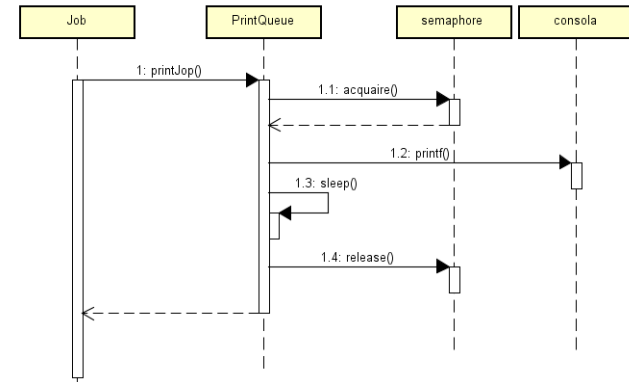 Job
PrintQueue
semaphore
consola
1: printJop()
1.1: acquaire()
1.2: printf()
1.3: sleep()
1.4: release()